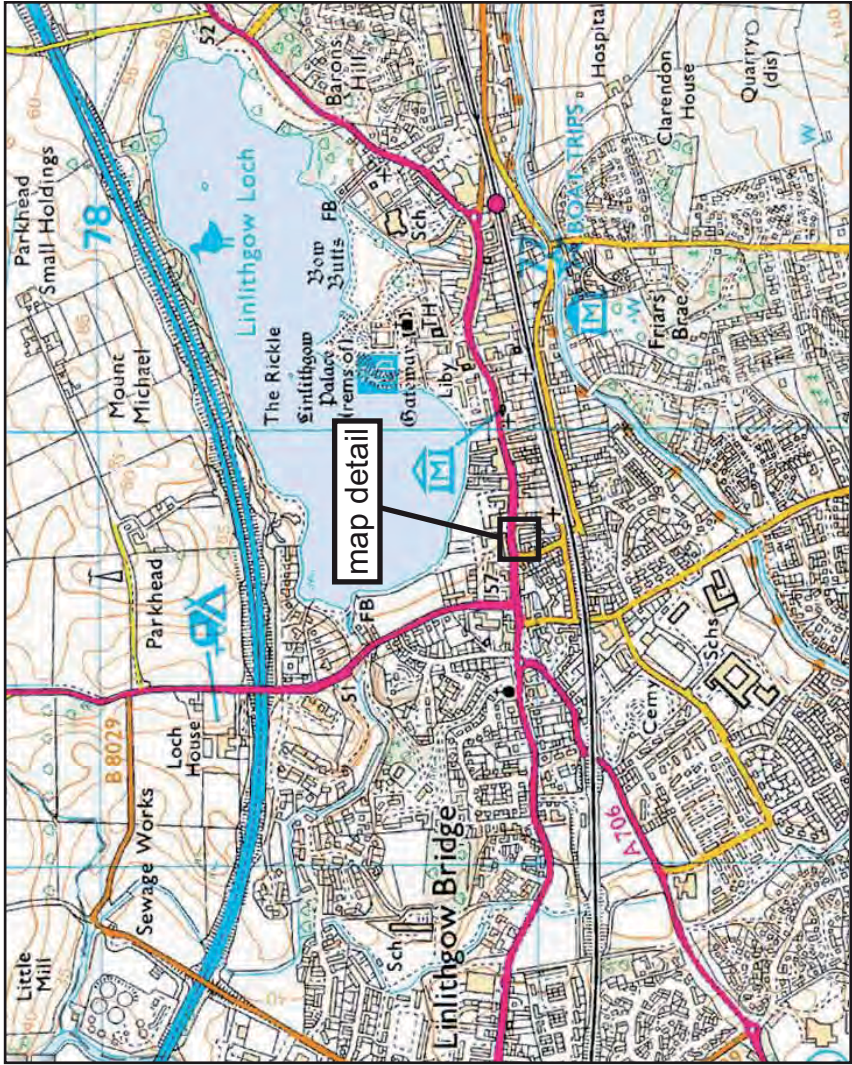 Little
Mill
Sewage Works
B 8029
Loch
House
Parkhead
Mount
Michael
Parkhead
Small Holdings
78
52
50
60
Linlithgow Loch
The Rickle
Linlithgow
Palace
(rems of)
Gateway
Bow
Butts
FB
Sch
Barons
Hill
TH
Liby
M
map detail
FB
51
57
Sch
Linlithgow Bridge
BOAT TRIPS
Hospital
Clarendon
House
Quarry
(dis)
W
M
W
Friars
Brae
Cemy
Schs
A706